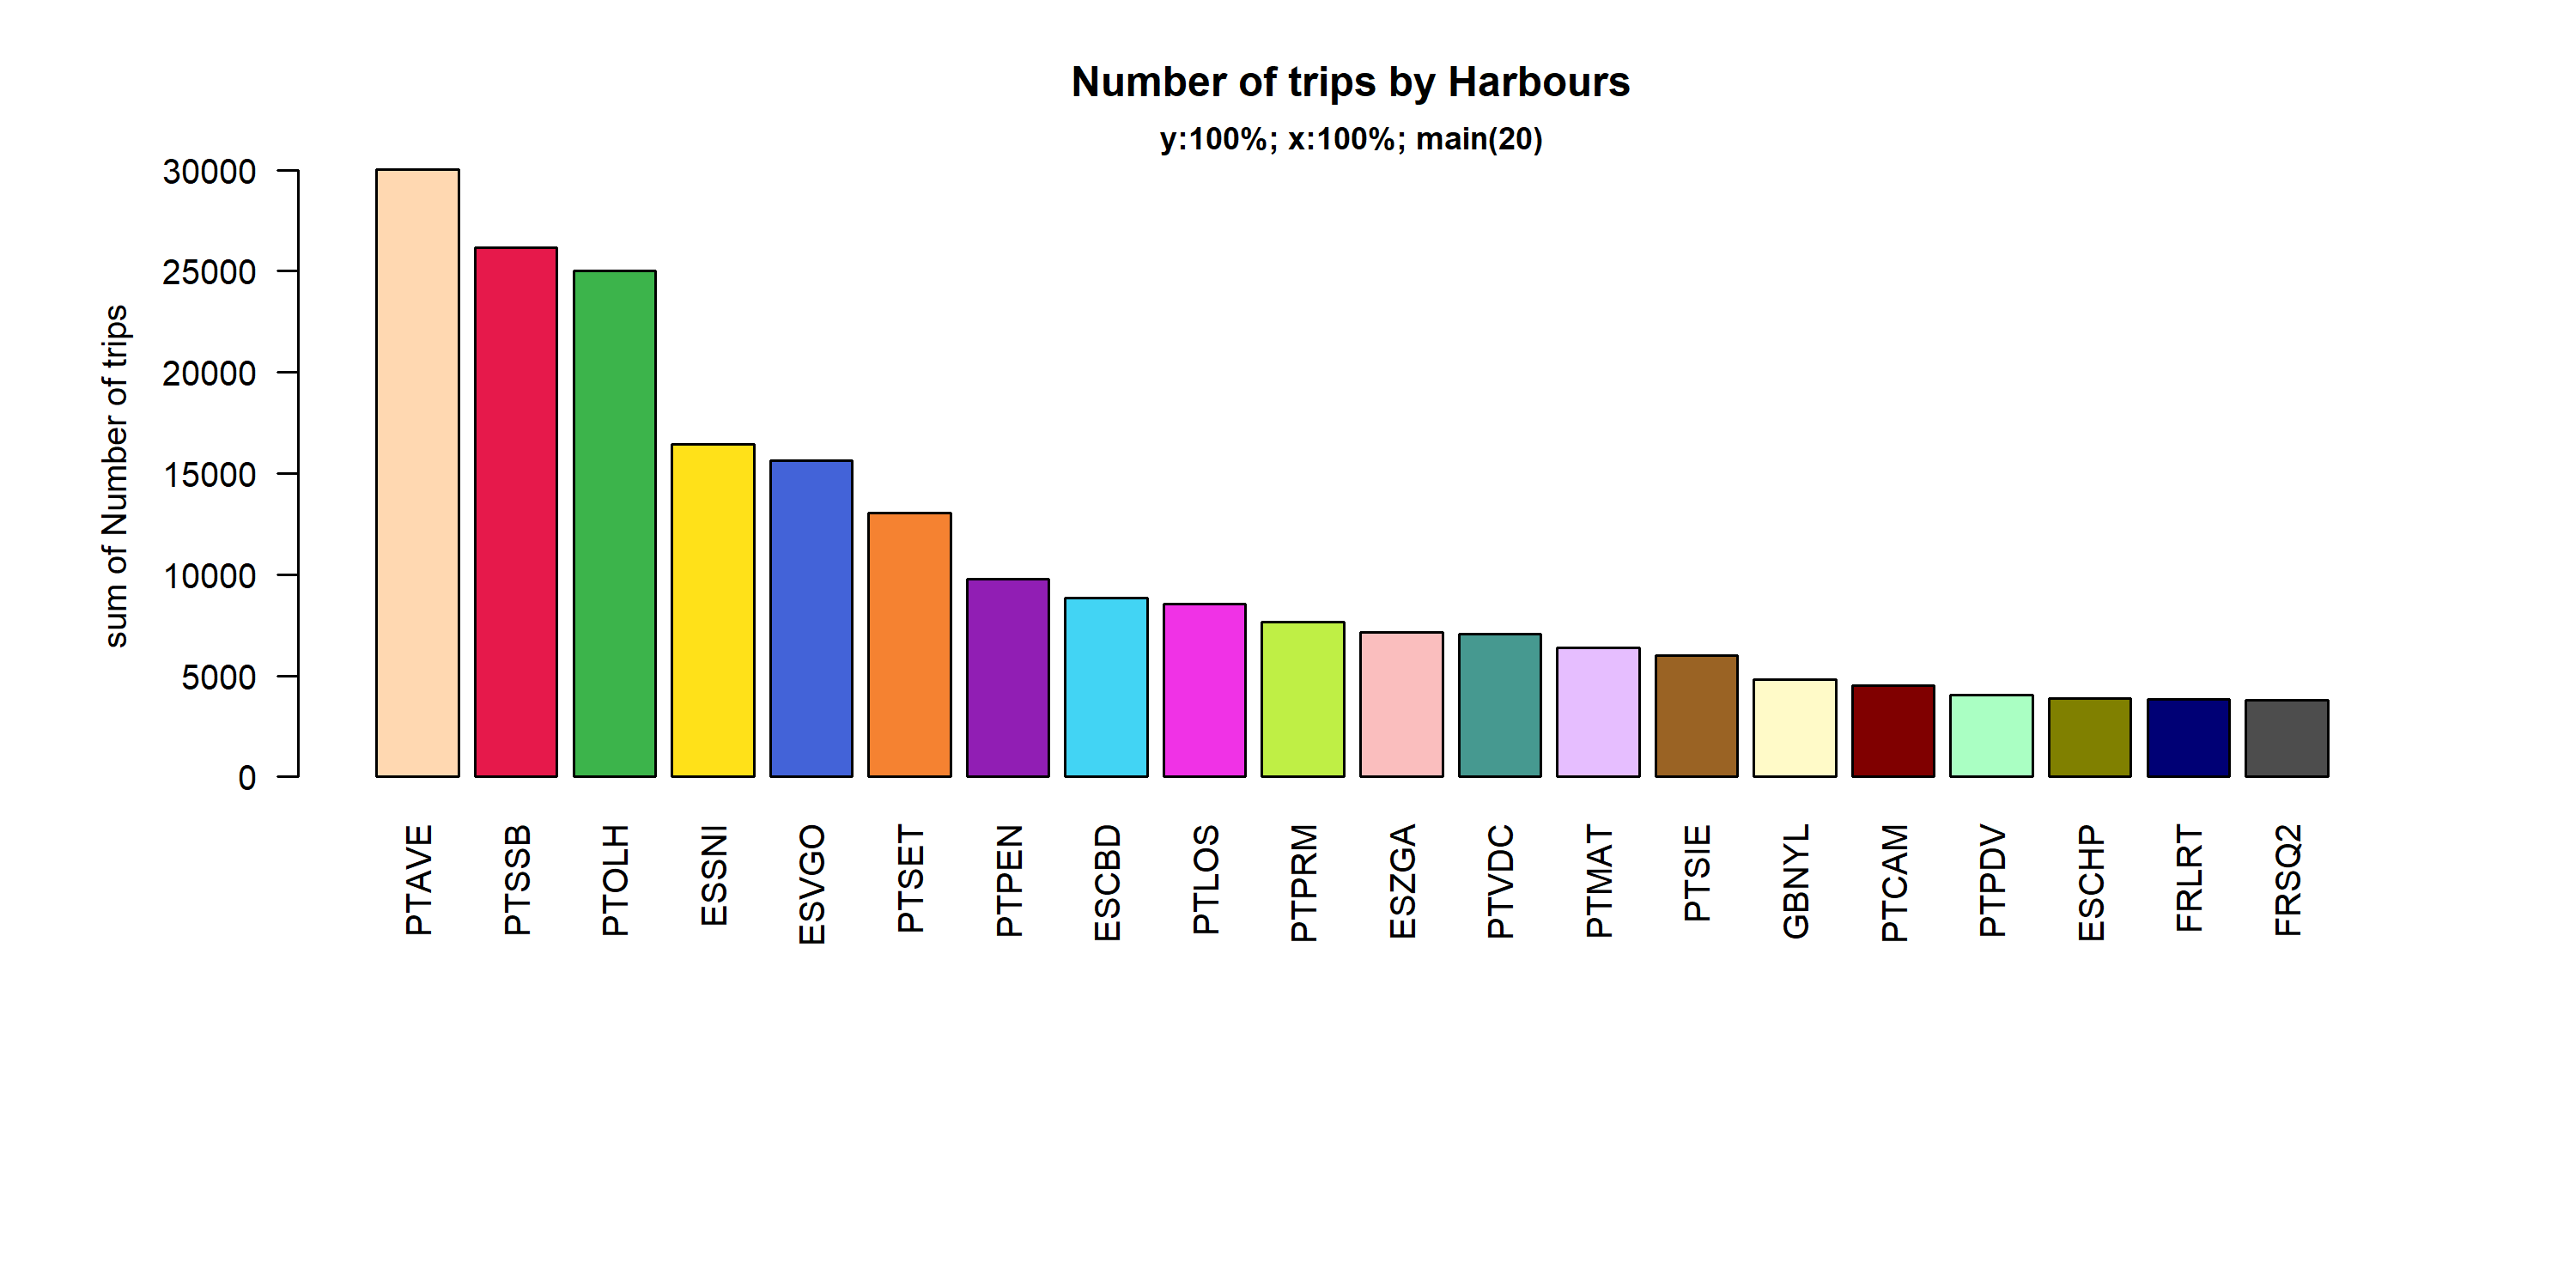 Number of trips by Harbours
y:100%; x:100%; main(20)
sum of Number of trips
30000
25000
20000
15000
10000
5000
0
PTAVE
PTSSB
PTOLH
ESSNI
ESVGO
PTSET
PTPEN
ESCBD
PTLOS
PTPRM
ESZGA
PTVDC
PTMAT
PTSIE
GBNYL
PTCAM
PTPDV
ESCHP
FRLRT
FRSQ2